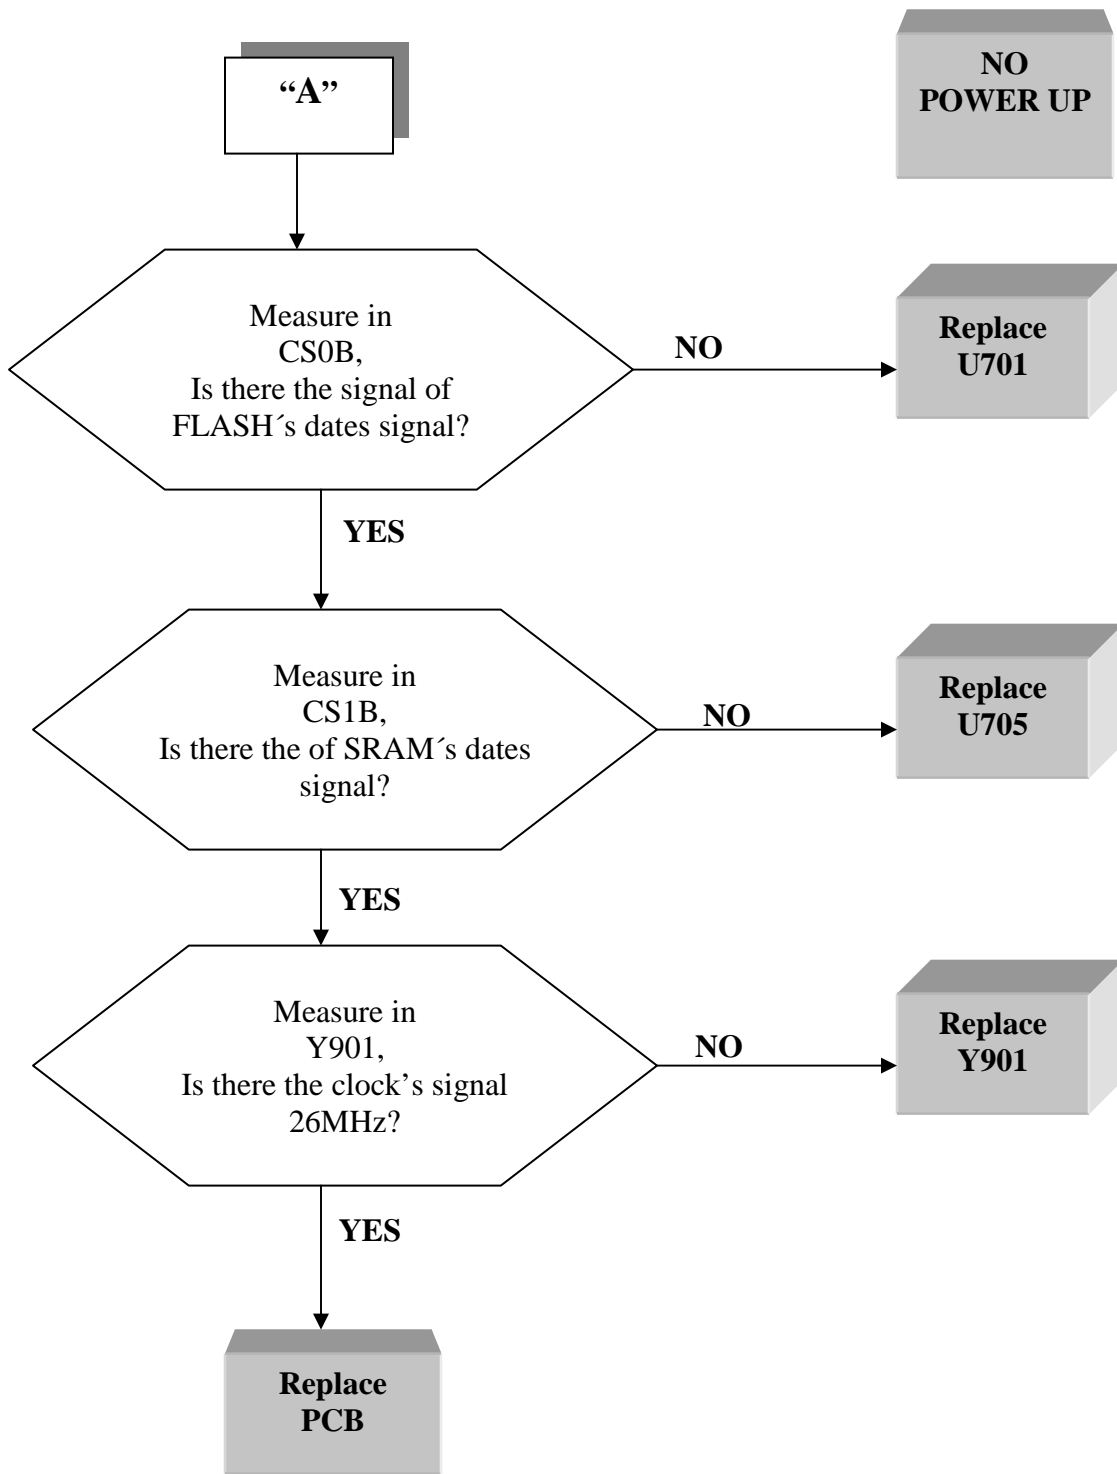 “A”
NO
POWER UP
Measure in
CS0B,
Is there the signal of
FLASH´s dates signal?
NO
Replace
U701
YES
Measure in
CS1B,
Is there the of SRAM´s dates
signal?
NO
Replace
U705
YES
Measure in
Y901,
Is there the clock’s signal
26MHz?
NO
Replace
Y901
YES
Replace
PCB